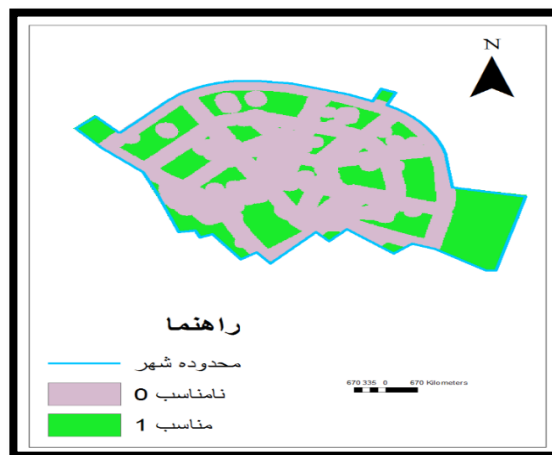 N
راهنما
محدوده شهر
نامناسب 0
مناسب 1
670 335 0 670 Kilometers